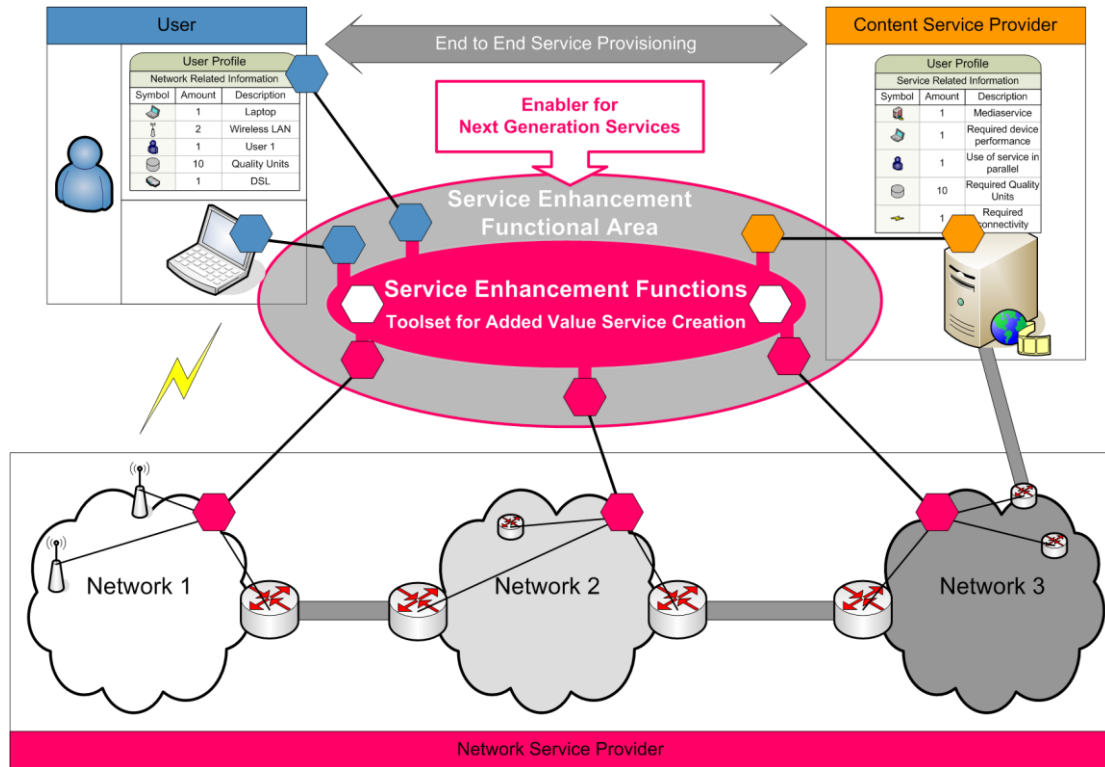 User
End to End Service Provisioning
Content Service Provider
User Profile
Network Related Information
Symbol Amount Description
1 Laptop
2 Wireless LAN
1 User 1
10 Quality Units
1 DSL
User Profile
Service Related Information
Symbol Amount Description
1 Mediaservice
1 Required device
performance
1 Use of service in
parallel
10 Required Quality
Units
1 Required
connectivity
Enabler for
Next Generation Services
Service Enhancement
Functional Area
Service Enhancement Functions
Toolset for Added Value Service Creation
Network 1
Network 2
Network 3
Network Service Provider